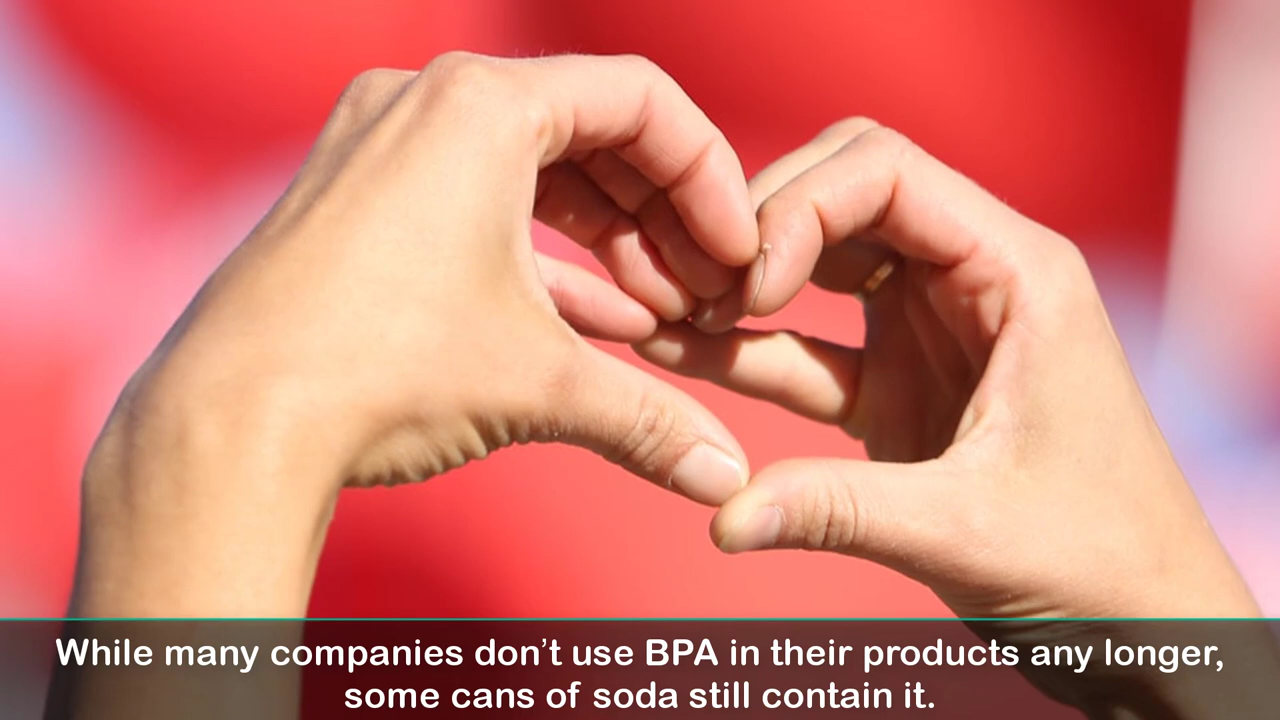 While many companies don’t use BPA in their products any longer,
some cans of soda still contain it.